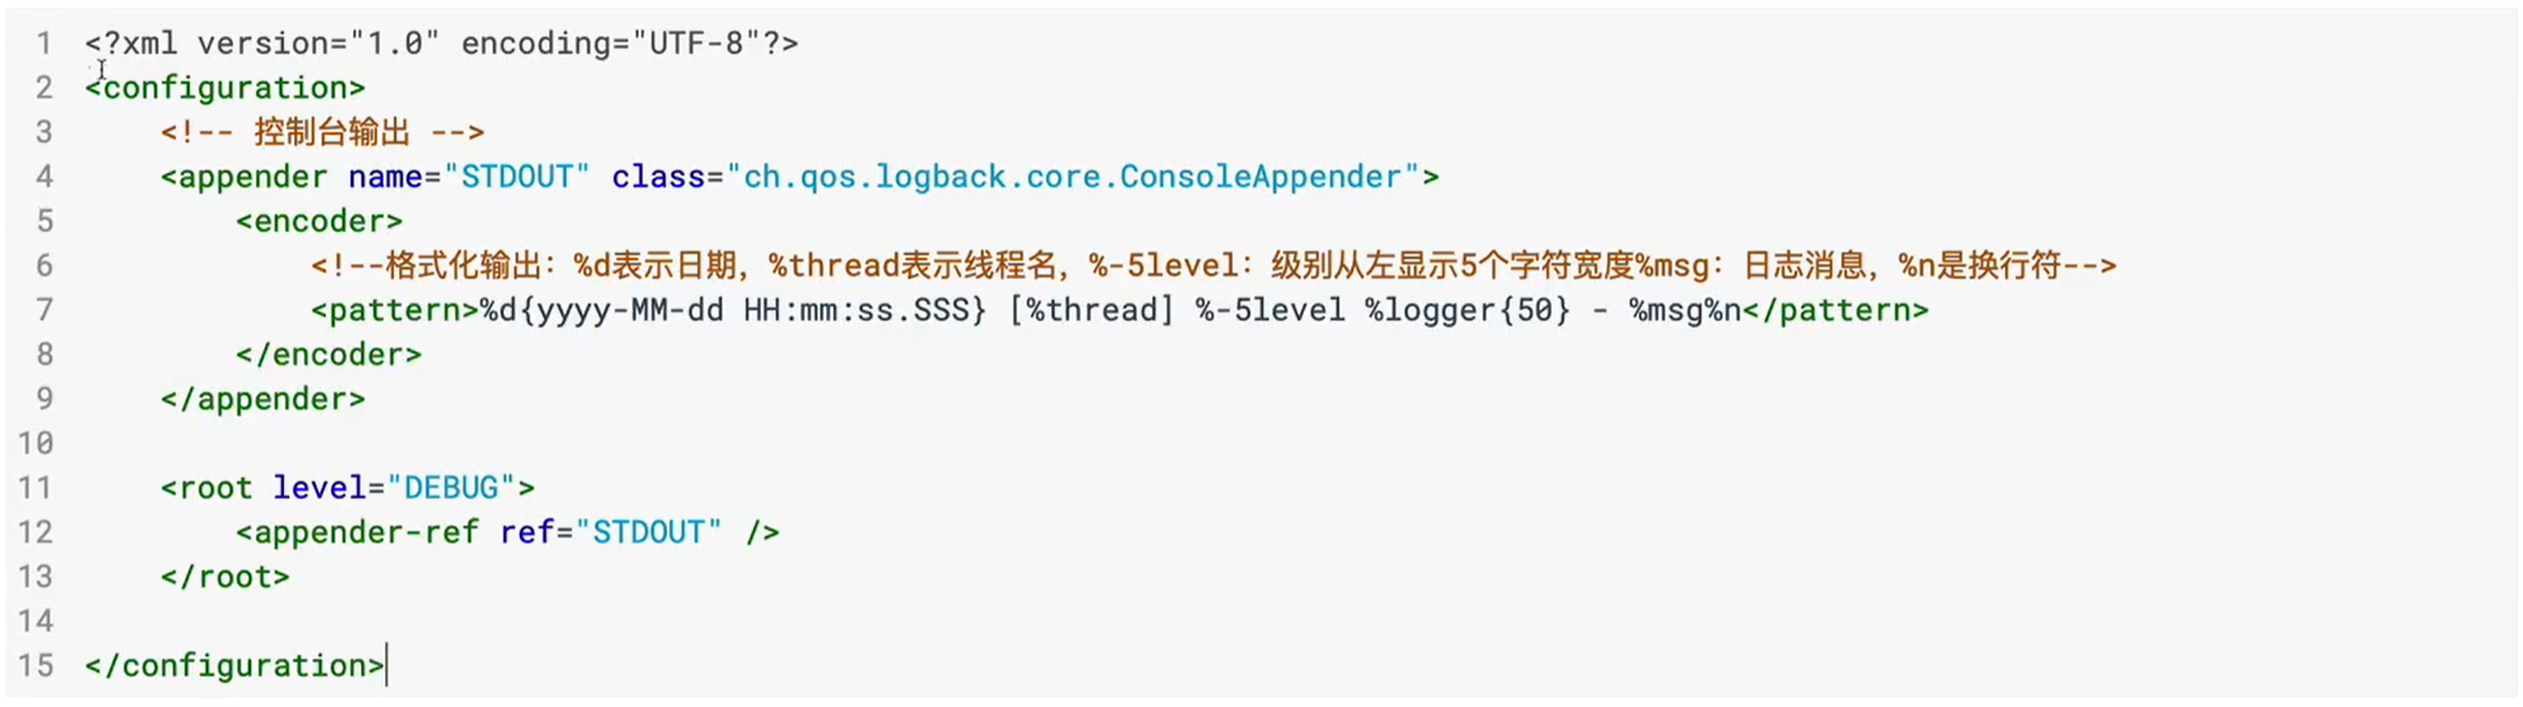 1 <?xml version="1.0" encoding="UTF-8"?>
2 <configuration>
3     <!-- 控制台输出 -->
4     <appender name="STDOUT" class="ch.qos.logback.core.ConsoleAppender">
5         <encoder>
6             <!--格式化输出：%d表示日期，%thread表示线程名，%-5level：级别从左显示5个字符宽度%msg：日志消息，%n是换行符-->
7             <pattern>%d{yyyy-MM-dd HH:mm:ss.SSS} [%thread] %-5level %logger{50} - %msg%n</pattern>
8         </encoder>
9     </appender>
10
11     <root level="DEBUG">
12         <appender-ref ref="STDOUT" />
13     </root>
14
15 </configuration>